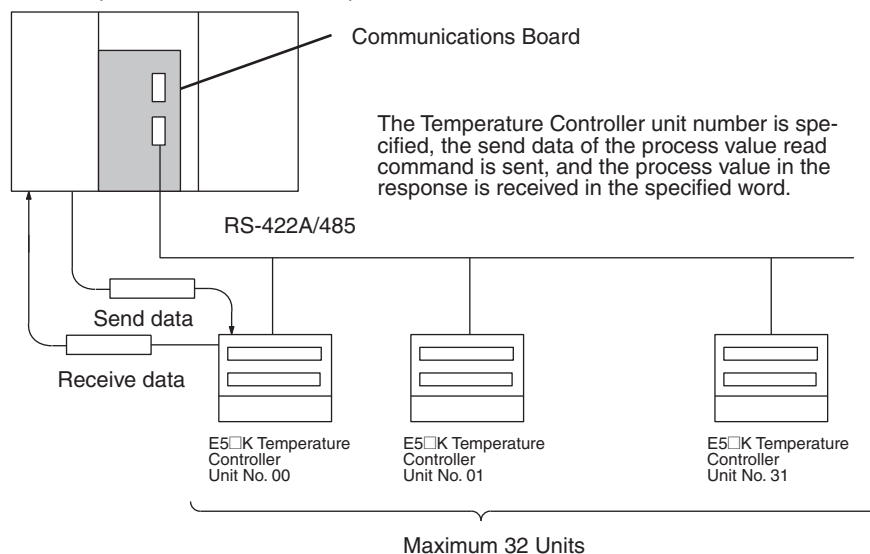 Communications Board
The Temperature Controller unit number is spe-
cified, the send data of the process value read
command is sent, and the process value in the
response is received in the specified word.
RS-422A/485
Send data
Receive data
E5□K Temperature
Controller
Unit No. 00
E5□K Temperature
Controller
Unit No. 01
E5□K Temperature
Controller
Unit No. 31
Maximum 32 Units